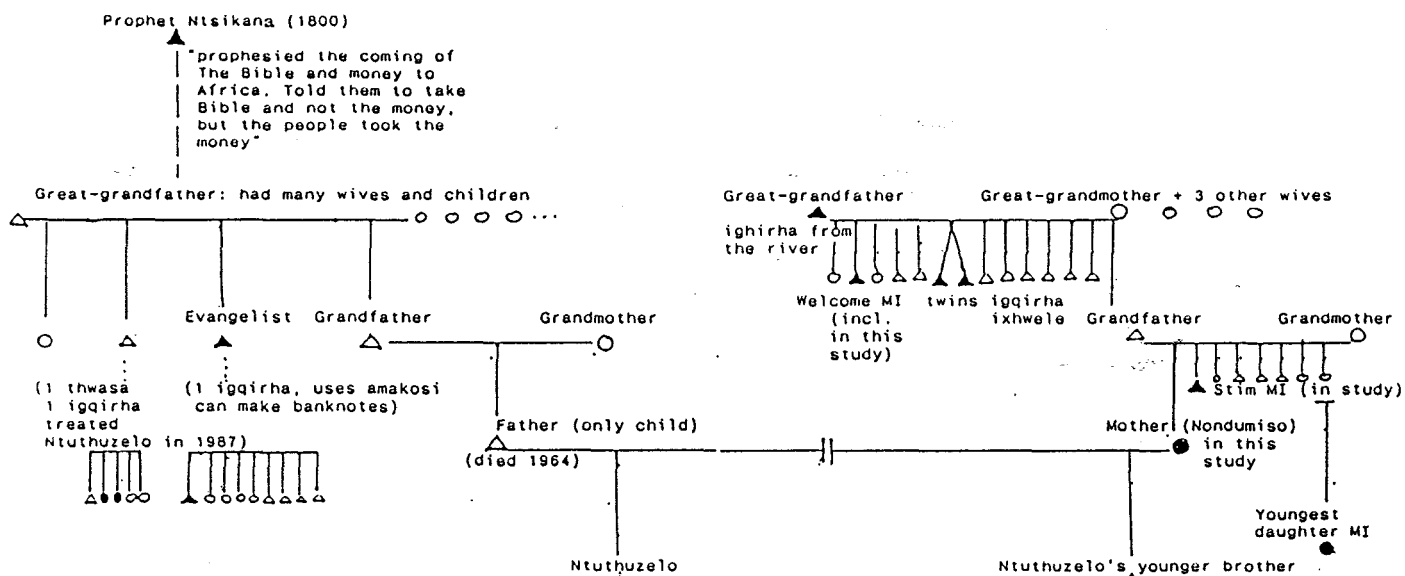 Prophet Ntsikana (1800)
"prophesied the coming of
The Bible and money to
Africa. Told them to take
Bible and not the money,
but the people took the
money"
Great-grandfather: had many wives and children
Great-grandfather
Great-grandmother + 3 other wives
ighirha from
the river
Welcome MI
(incl.
in this
study)
twins igqirha
ixhwele
Evangelist
Grandfather
Grandmother
Grandfather
Grandmother
(1 thwasa
1 igqirha
treated
Ntuthuzelo in 1987)
(1 igqirha, uses amakosi
can make banknotes)
Stim MI (in study)
Father (only child)
(died 1964)
Mother (Nondumiso)
in this
study
Youngest
daughter MI
Ntuthuzelo
Ntuthuzelo's younger brother